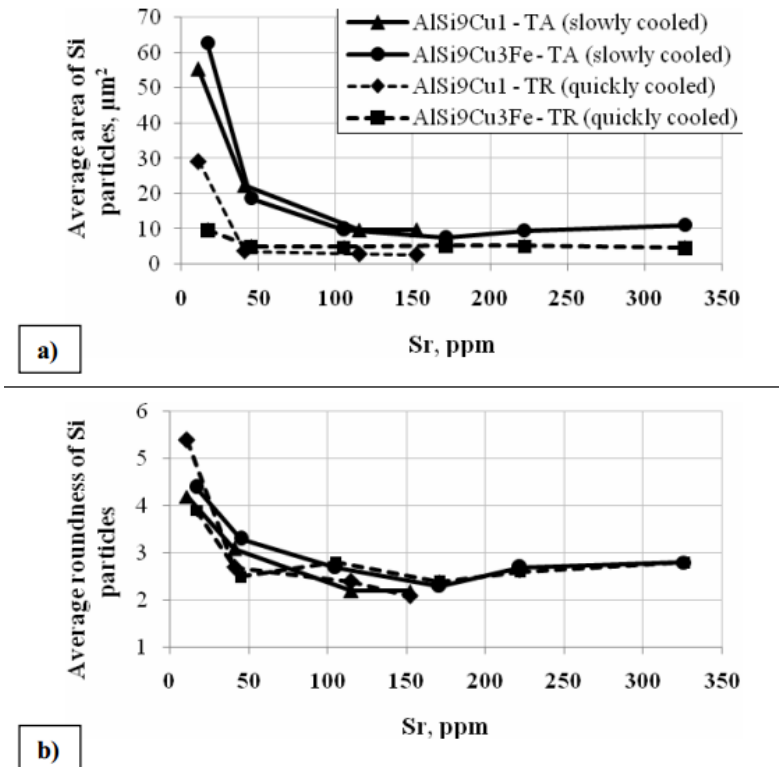 AlSi9Cu1 - TA (slowly cooled)
AlSi9Cu3Fe - TA (slowly cooled)
AlSi9Cu1 - TR (quickly cooled)
AlSi9Cu3Fe - TR (quickly cooled)
Average area of Si
particles, µm²
70
60
50
40
30
20
10
0
0 50 100 150 200 250 300 350
Sr, ppm
a)
Average roundness of Si
particles
6
5
4
3
2
1
0 50 100 150 200 250 300 350
Sr, ppm
b)